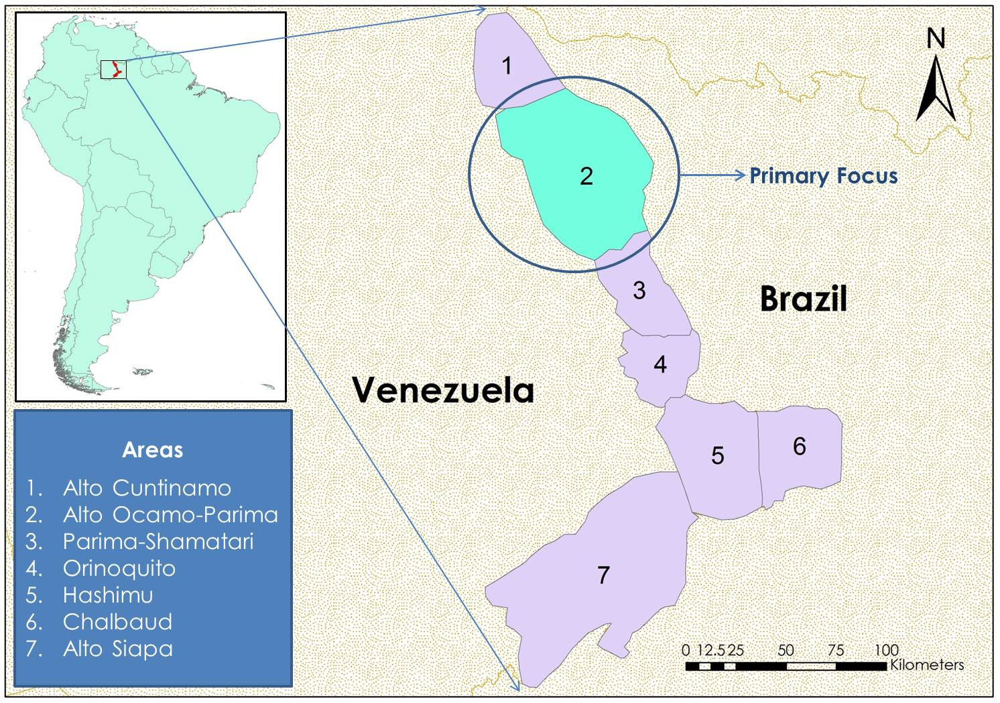 N
1
2
Primary Focus
3
Brazil
4
Venezuela
5
6
7
Areas
1. Alto Cuntinamo
2. Alto Ocamo-Parima
3. Parima-Shamatari
4. Orinoquito
5. Hashimu
6. Chalbaud
7. Alto Siapa
0 12.5 25 50 75 100
Kilometers